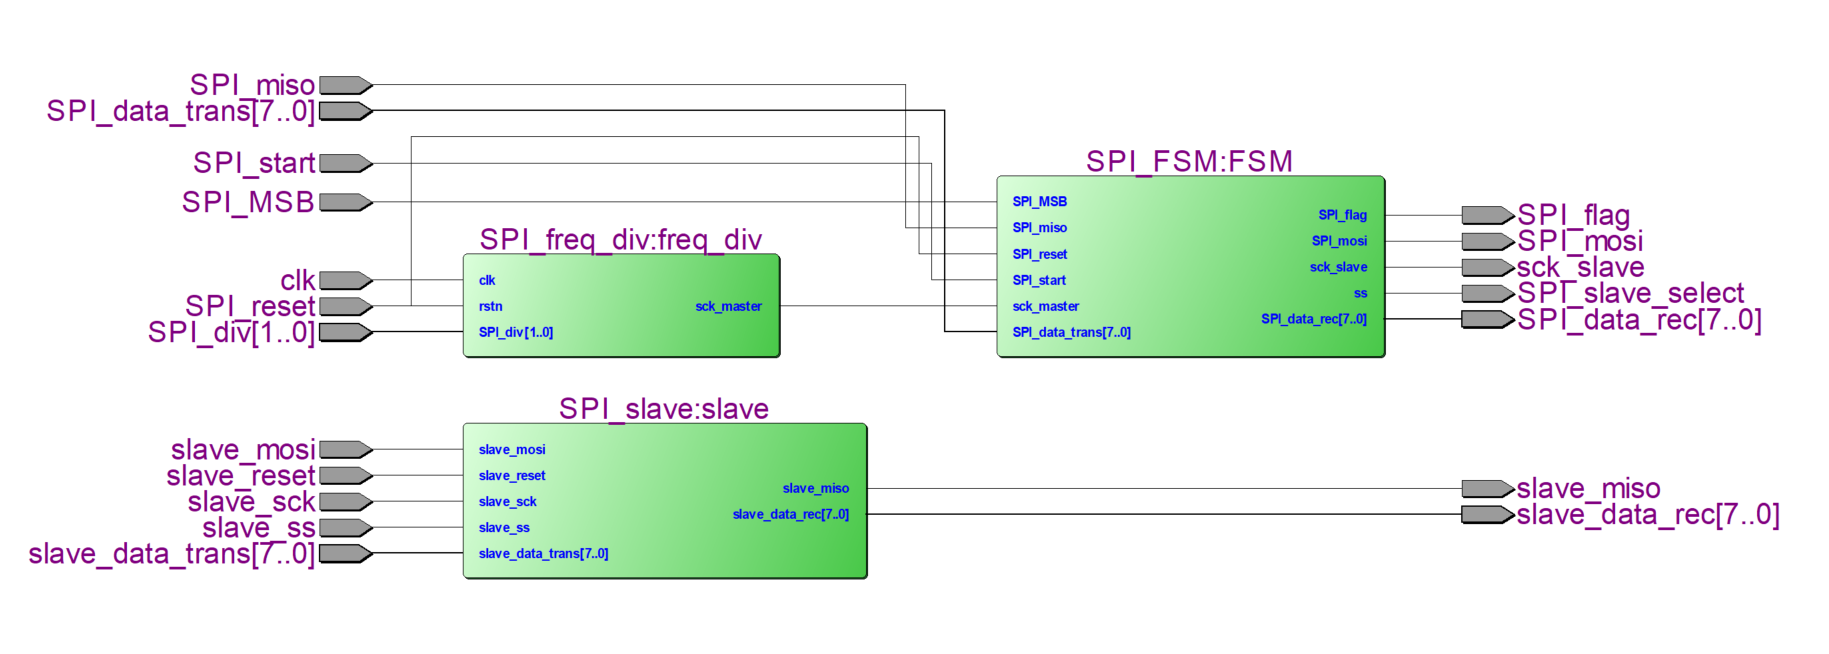 SPI_miso
SPI_data_trans[7..0]
SPI_start
SPI_MSB
clk
SPI_reset
SPI_div[1..0]
SPI_freq_div:freq_div
clk
rstn
SPI_div[1..0]
sck_master
SPI_FSM:FSM
SPI_MSB
SPI_miso
SPI_reset
SPI_start
sck_master
SPI_data_trans[7..0]
SPI_flag
SPI_mosi
sck_slave
ss
SPI_data_rec[7..0]
SPI_flag
SPI_mosi
sck_slave
SPI_slave_select
SPI_data_rec[7..0]
slave_mosi
slave_reset
slave_sck
slave_ss
slave_data_trans[7..0]
SPI_slave:slave
slave_mosi
slave_reset
slave_sck
slave_ss
slave_data_trans[7..0]
slave_miso
slave_data_rec[7..0]
slave_miso
slave_data_rec[7..0]